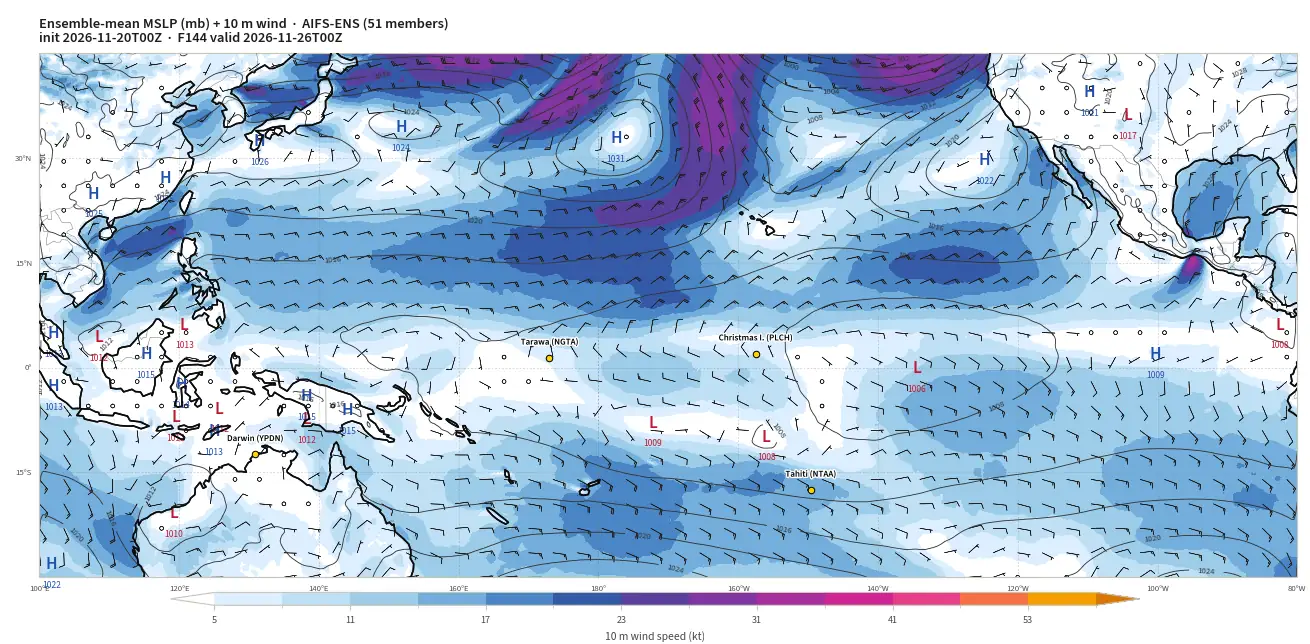 Ensemble-mean MSLP (mb) + 10 m wind · AIFS-ENS (51 members)
init 2026-11-20T00Z · F144 valid 2026-11-26T00Z
H
1021
L
1017
H
1024
H
1031
H
1026
H
1022
30°N
H
H
1025
15°N
L
1013
L
1012
H
1015
H
L
1008
Tarawa (NGTA)
Christmas I. (PLCH)
H
1009
0°
L
1006
H
1013
H
1015
H
1015
L
1012
L
L
H
1013
L
1009
L
1008
Darwin (YPDN)
15°S
Tahiti (NTAA)
L
1010
H
1022
100°E
120°E
140°E
160°E
180°
160°W
140°W
120°W
100°W
80°W
5
11
17
23
31
41
53
10 m wind speed (kt)